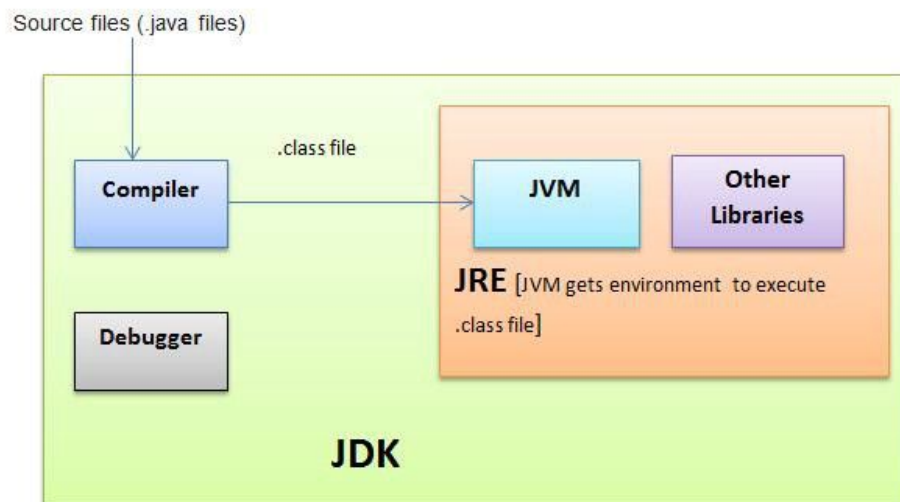 Source files (.java files)
.class file
Compiler
JVM
Other
Libraries
JRE [JVM gets environment to execute
.class file]
Debugger
JDK